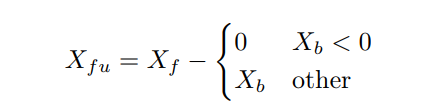 $X_{fu} = X_f - \begin{cases} 0 & X_b < 0 \\ X_b & \text{other} \end{cases}$